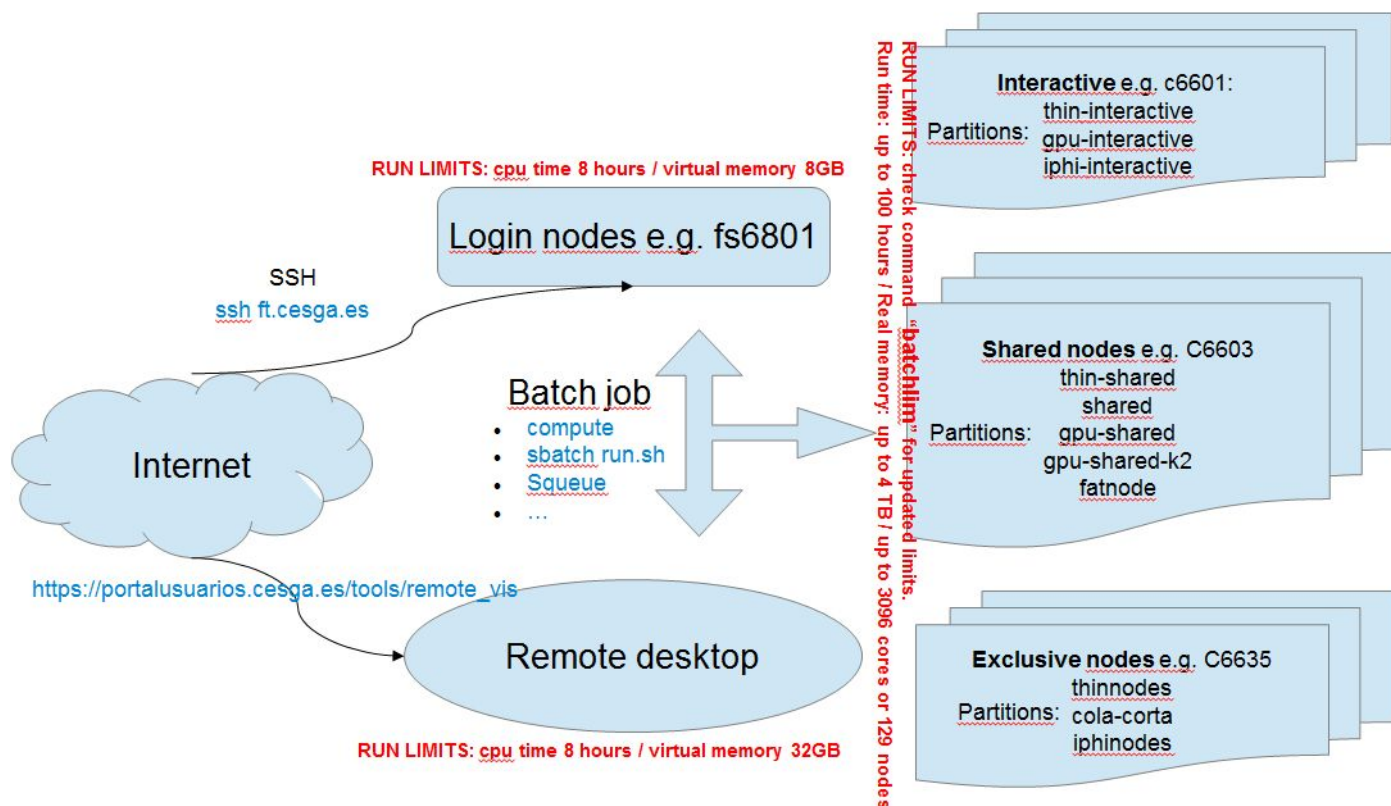 RUN LIMITS: cpu time 8 hours / virtual memory 8GB
Login nodes e.g. fs6801
SSH
ssh ft.cesga.es
Internet
Batch job
• compute
• sbatch run.sh
• Squeue
• ...
https://portalusuarios.cesga.es/tools/remote_vis
Remote desktop
RUN LIMITS: cpu time 8 hours / virtual memory 32GB
RUN LIMITS: check command "batchlim" for updated limits.
Run time: up to 100 hours / Real memory: up to 4 TB / up to 3096 cores or 129 nodes
Interactive e.g. c6601:
thin-interactive
Partitions: gpu-interactive
iphi-interactive
Shared nodes e.g. C6603
thin-shared
shared
Partitions: gpu-shared
gpu-shared-k2
fatnode
Exclusive nodes e.g. C6635
thinnodes
Partitions: cola-corta
iphinodes